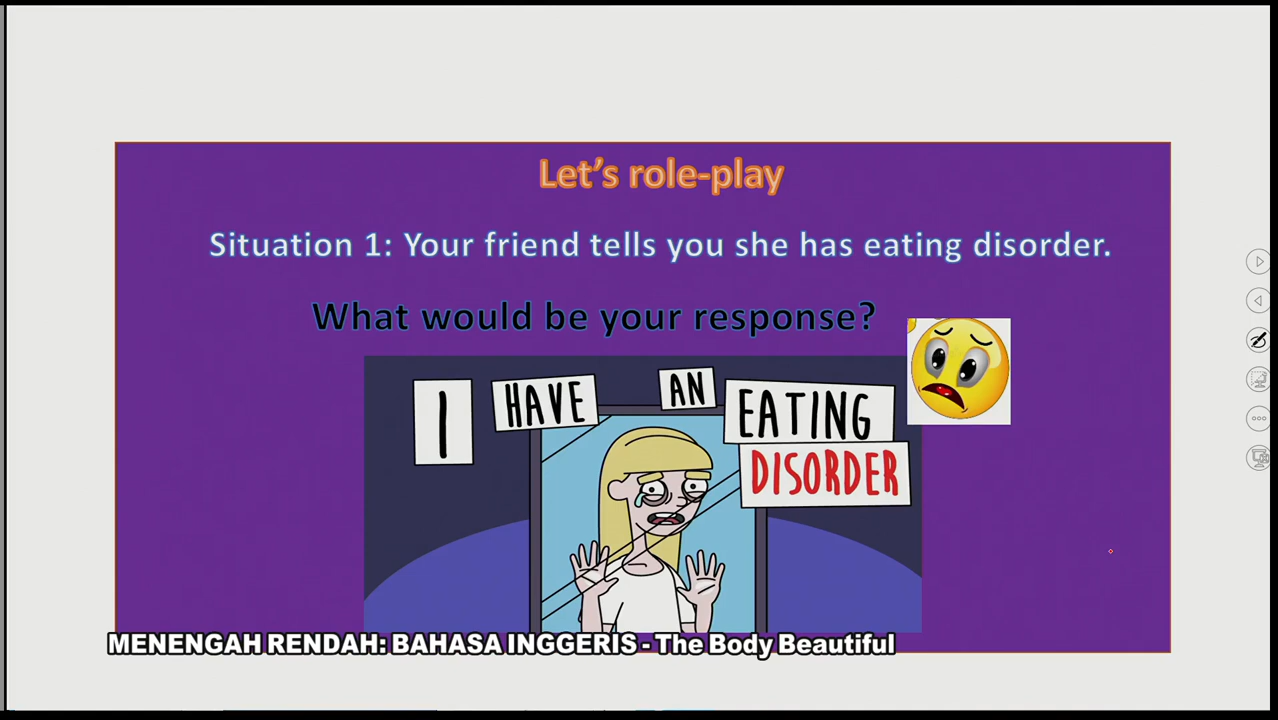 Let's role-play
Situation 1: Your friend tells you she has eating disorder.
What would be your response?
I HAVE AN EATING
DISORDER
MENENGAH RENDAH: BAHASA INGGERIS - The Body Beautiful